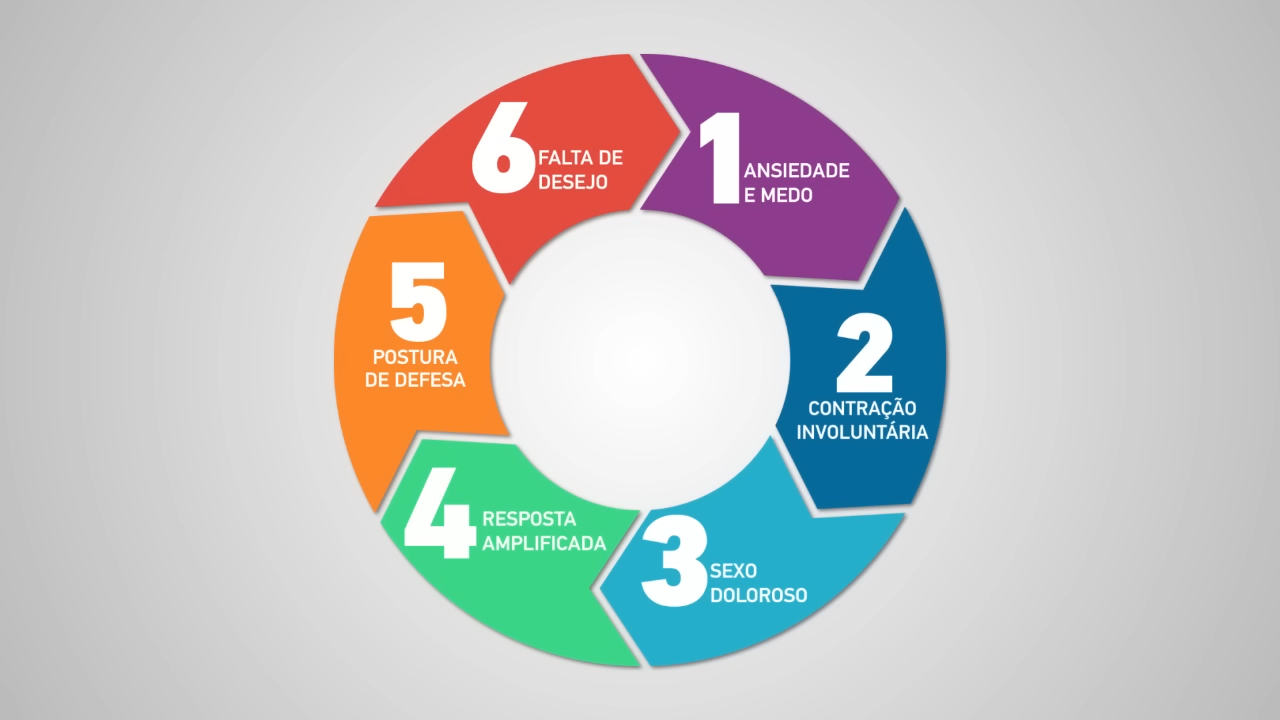 1
ANSIEDADE
E MEDO
2
CONTRAÇÃO
INVOLUNTÁRIA
3
SEXO
DOLOROSO
4
RESPOSTA
AMPLIFICADA
5
POSTURA
DE DEFESA
6
FALTA DE
DESEJO